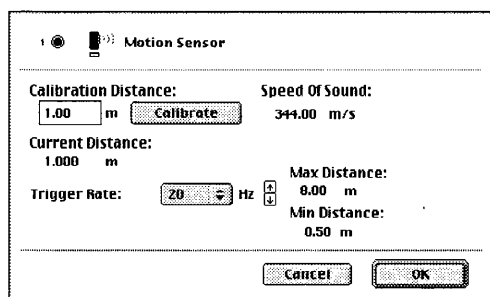 1 Motion Sensor
Calibration Distance:
1.00 m Calibrate
Speed Of Sound:
344.00 m/s
Current Distance:
1.000 m
Trigger Rate: 20 Hz
Max Distance:
8.00 m
Min Distance:
0.50 m
Cancel OK